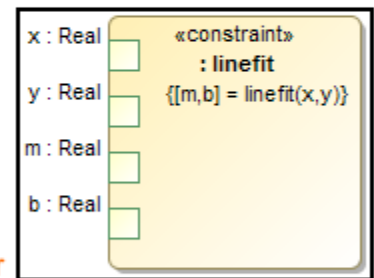 x : Real
«constraint»
: linefit
y : Real
{[m,b] = linefit(x,y)}
m : Real
b : Real